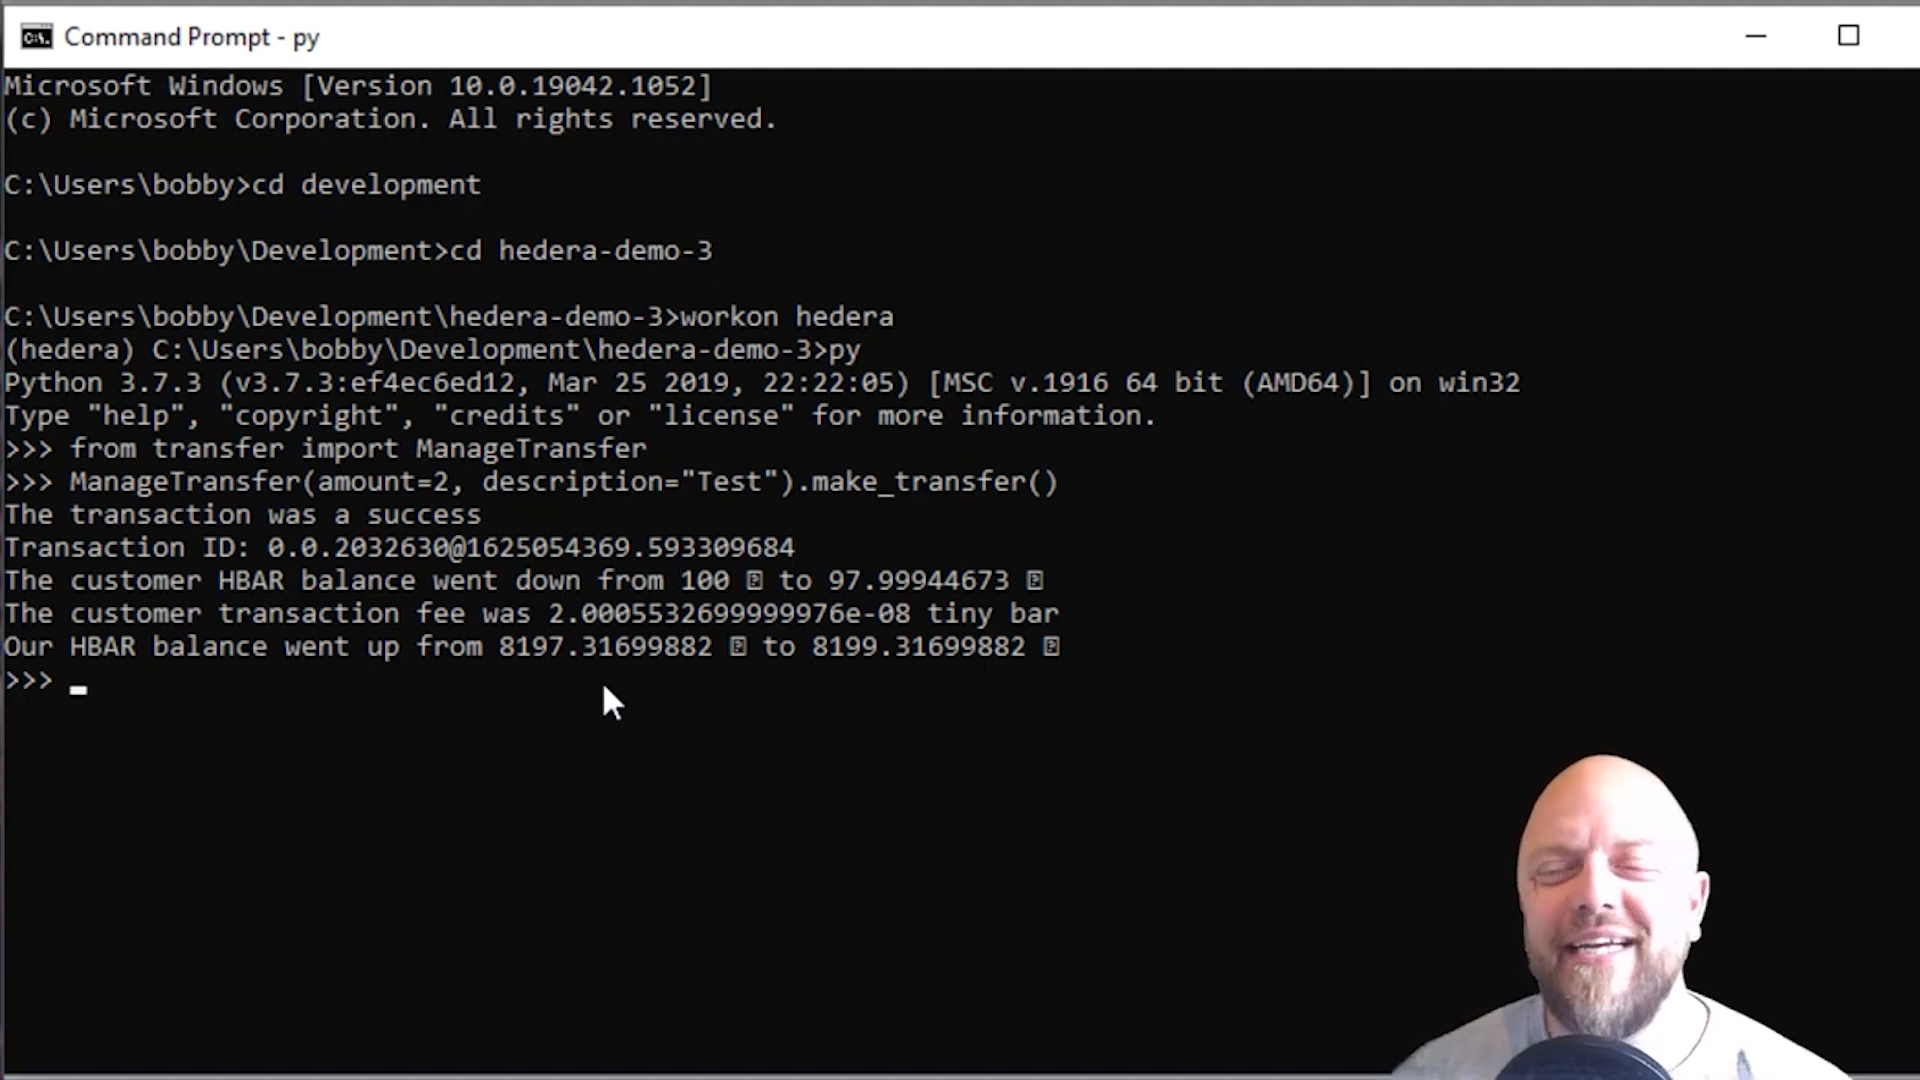 Command Prompt - py
Microsoft Windows [Version 10.0.19042.1052]
(c) Microsoft Corporation. All rights reserved.
C:\Users\bobby>cd development
C:\Users\bobby\Development>cd hedera-demo-3
C:\Users\bobby\Development\hedera-demo-3>workon hedera
(hedera) C:\Users\bobby\Development\hedera-demo-3>py
Python 3.7.3 (v3.7.3:ef4ec6ed12, Mar 25 2019, 22:22:05) [MSC v.1916 64 bit (AMD64)] on win32
Type "help", "copyright", "credits" or "license" for more information.
>>> from transfer import ManageTransfer
>>> ManageTransfer(amount=2, description="Test").make_transfer()
The transaction was a success
Transaction ID: 0.0.2032630@1625054369.593309684
The customer HBAR balance went down from 100 ⍰ to 97.99944673 ⍰
The customer transaction fee was 2.0005532699999976e-08 tiny bar
Our HBAR balance went up from 8197.31699882 ⍰ to 8199.31699882 ⍰
>>>